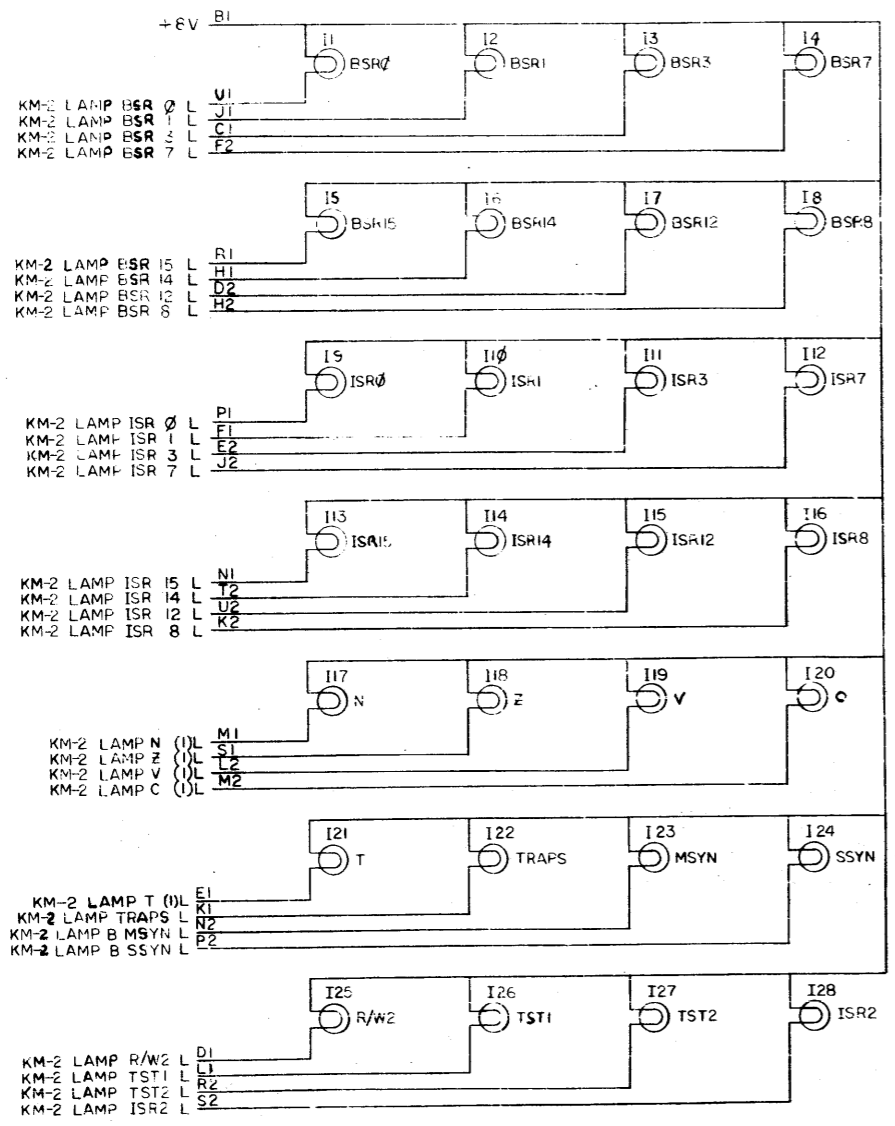 +8V B1
I1 I2 I3 I4
BSRØ BSR1 BSR3 BSR7
KM-2 LAMP BSR Ø L U1
KM-2 LAMP BSR 1 L J1
KM-2 LAMP BSR 3 L C1
KM-2 LAMP BSR 7 L F2
I5 I6 I7 I8
BSR15 BSR14 BSR12 BSR8
KM-2 LAMP BSR 15 L R1
KM-2 LAMP BSR 14 L H1
KM-2 LAMP BSR 12 L D2
KM-2 LAMP BSR 8 L H2
I9 I1Ø I11 I12
ISRØ ISR1 ISR3 ISR7
KM-2 LAMP ISR Ø L P1
KM-2 LAMP ISR 1 L F1
KM-2 LAMP ISR 3 L E2
KM-2 LAMP ISR 7 L J2
I13 I14 I15 I16
ISR15 ISR14 ISR12 ISR8
KM-2 LAMP ISR 15 L N1
KM-2 LAMP ISR 14 L T2
KM-2 LAMP ISR 12 L U2
KM-2 LAMP ISR 8 L K2
I17 I18 I19 I20
N Z V C
KM-2 LAMP N (1)L M1
KM-2 LAMP Z (1)L S1
KM-2 LAMP V (1)L L2
KM-2 LAMP C (1)L M2
I21 I22 I23 I24
T TRAPS MSYN SSYN
KM-2 LAMP T (1)L E1
KM-2 LAMP TRAPS L K1
KM-2 LAMP B MSYN L N2
KM-2 LAMP B SSYN L P2
I25 I26 I27 I28
R/W2 TST1 TST2 ISR2
KM-2 LAMP R/W2 L D1
KM-2 LAMP TST1 L L1
KM-2 LAMP TST2 L R2
KM-2 LAMP ISR2 L S2